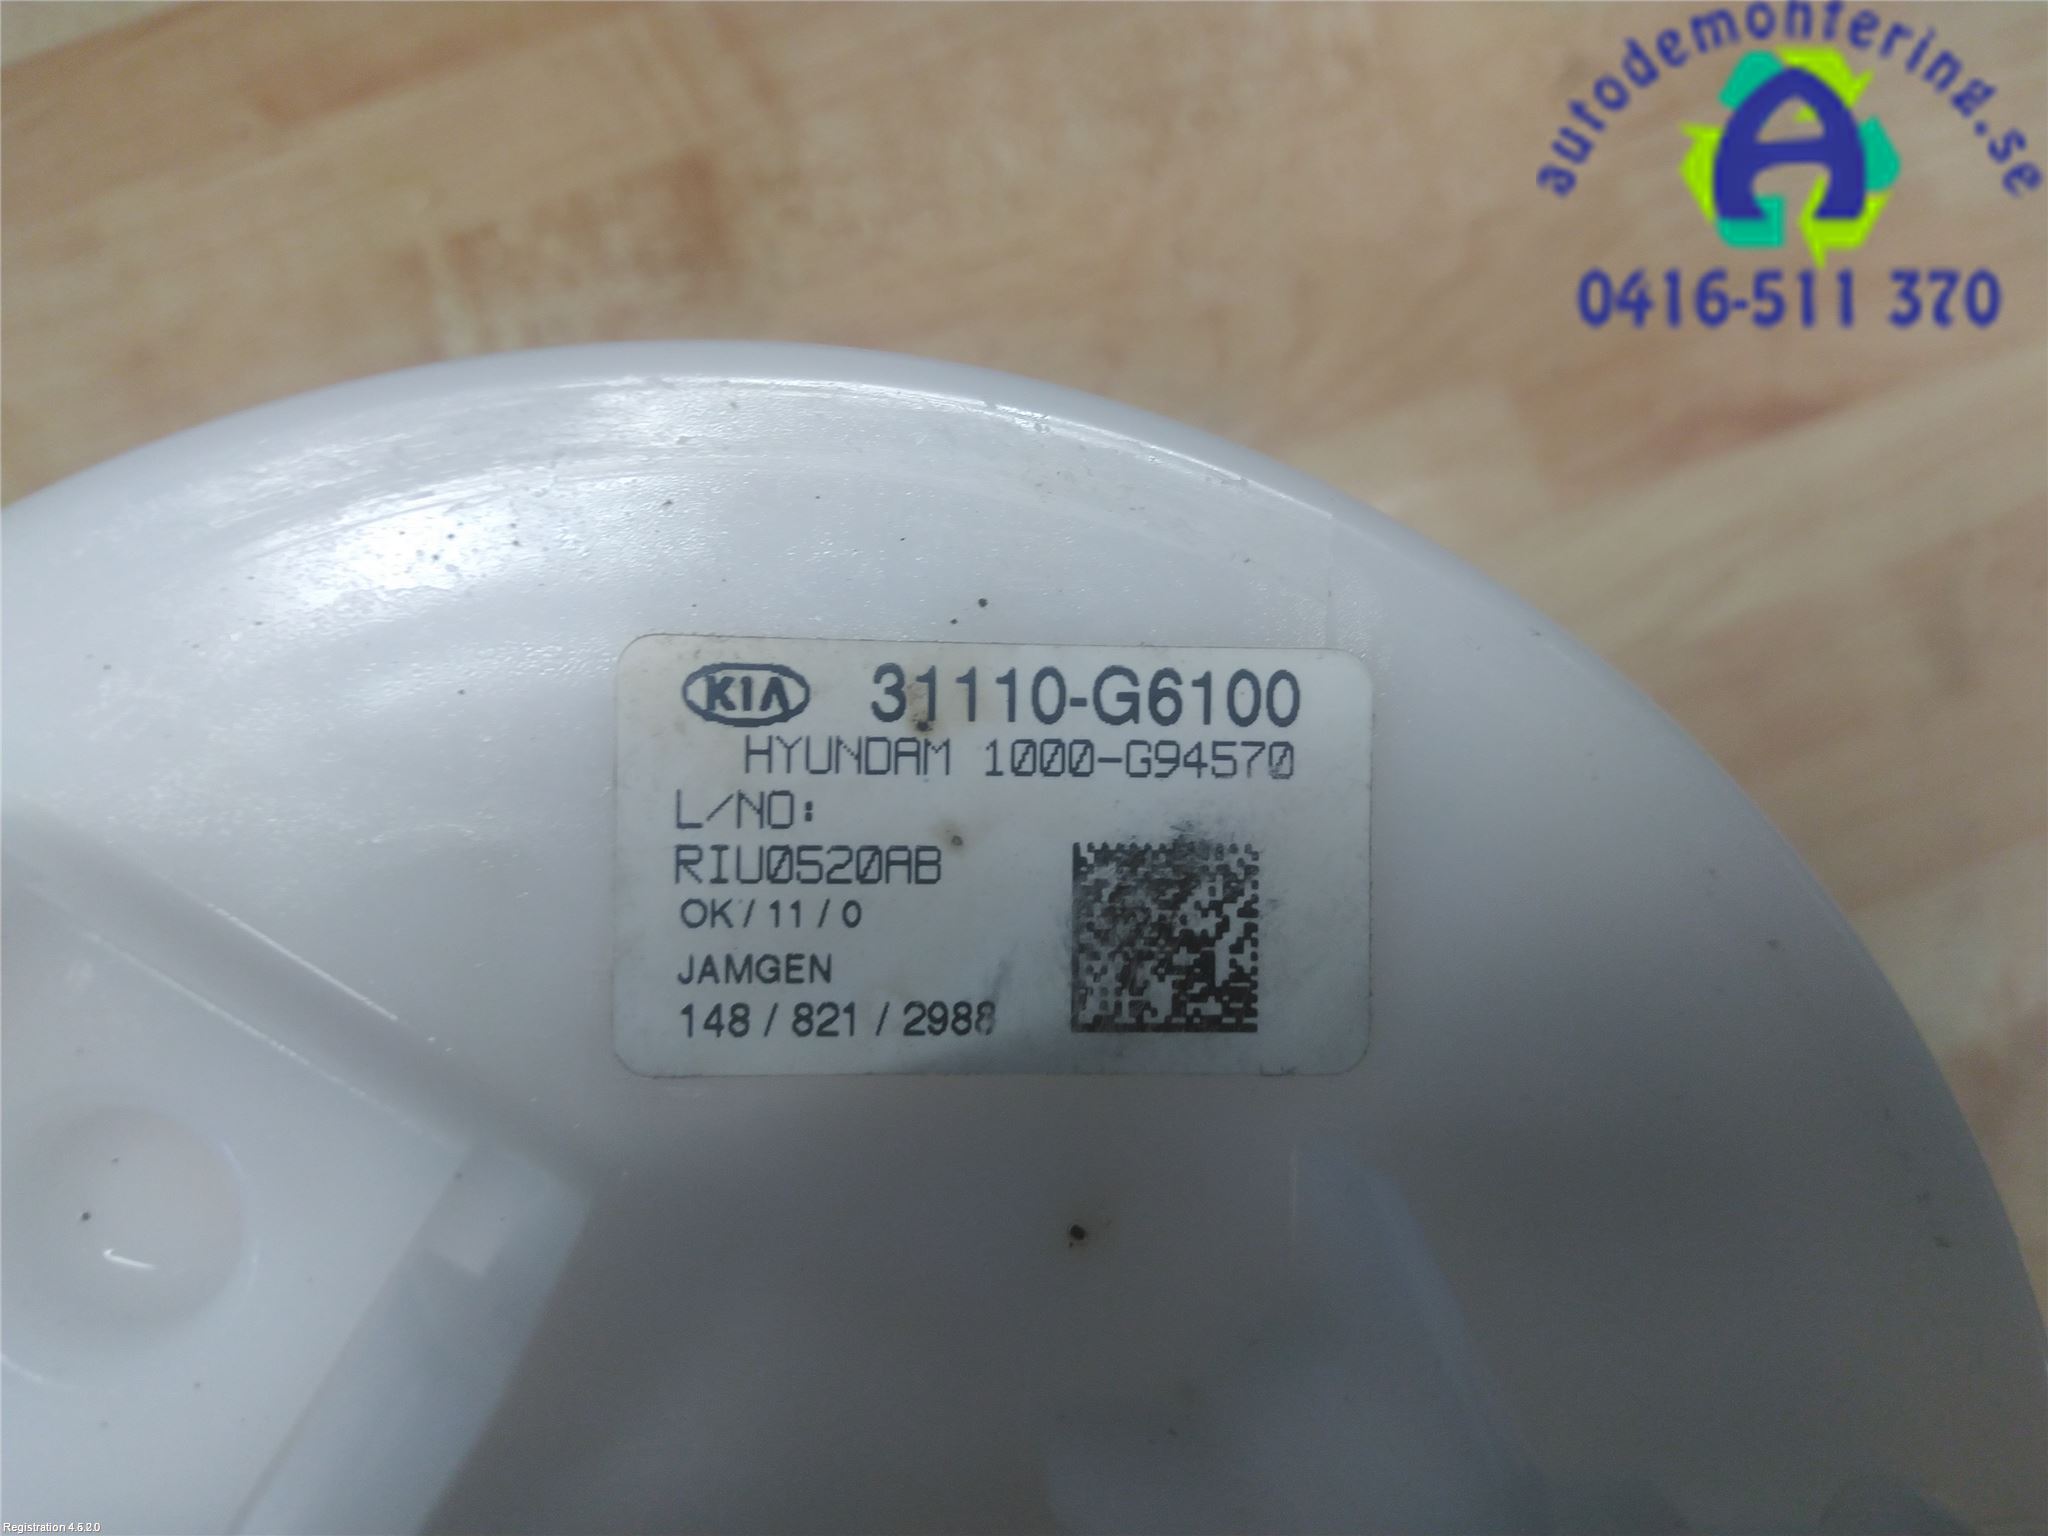 autodemontering.se
A
0416-511 370
KIA 31110-G6100
HYUNDAM 1000-G94570
L/NO:
RIU0520AB
OK / 11 / 0
JAMGEN
148 / 821 / 2988
Registration 4.5.2.0